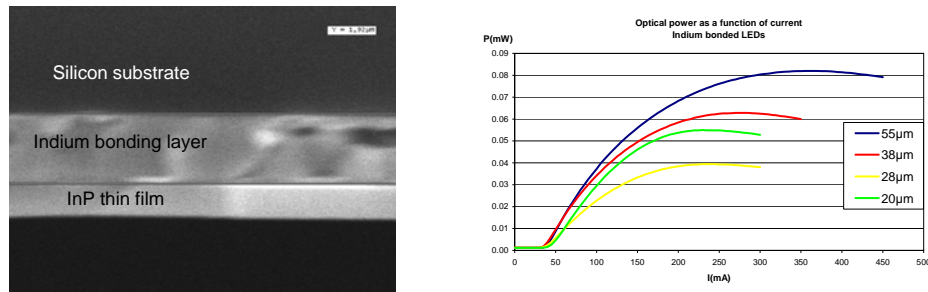 Y = 1.92µm
Silicon substrate
Indium bonding layer
InP thin film
Optical power as a function of current
Indium bonded LEDs
P(mW)
0.09
0.08
0.07
0.06
0.05
0.04
0.03
0.02
0.01
0.00
0 50 100 150 200 250 300 350 400 450 500
I(mA)
55µm
38µm
28µm
20µm